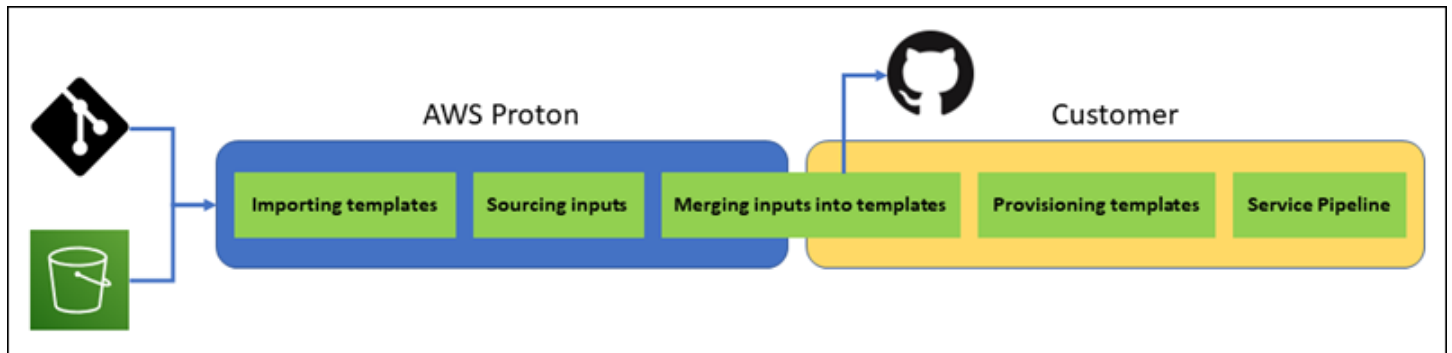 AWS Proton
Customer
Importing templates
Sourcing inputs
Merging inputs into templates
Provisioning templates
Service Pipeline